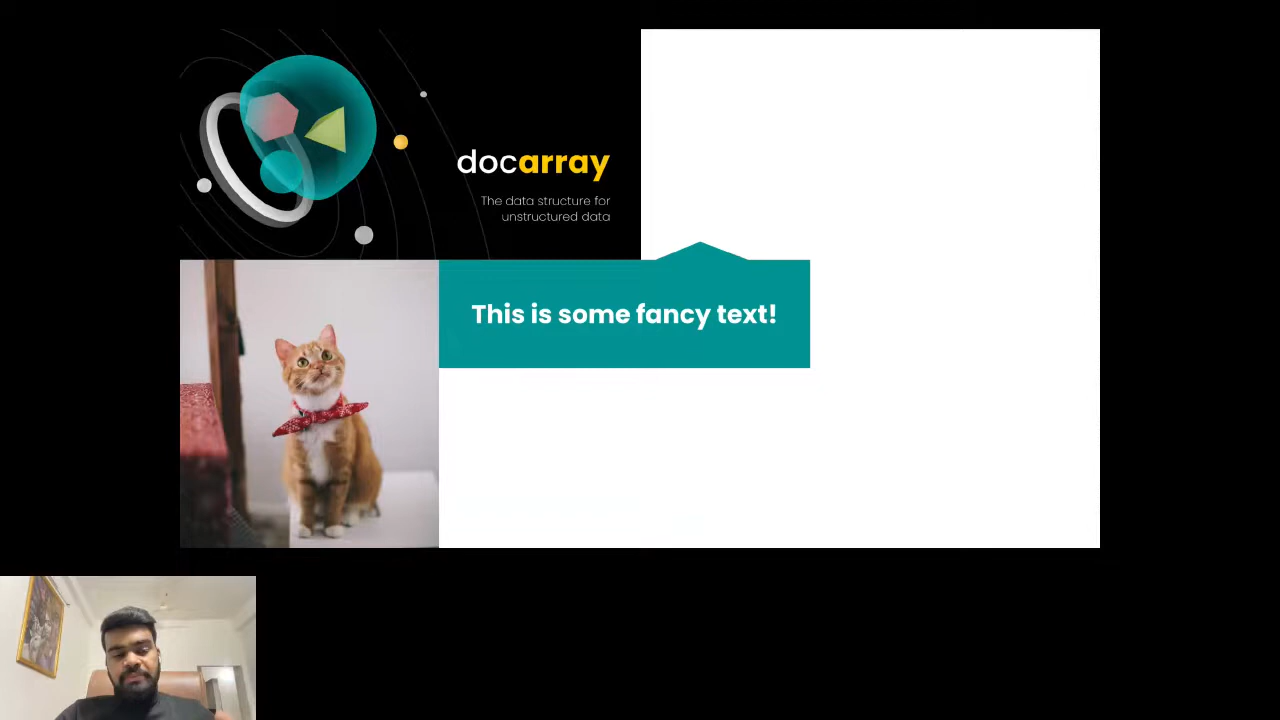 docarray
The data structure for
unstructured data
This is some fancy text!